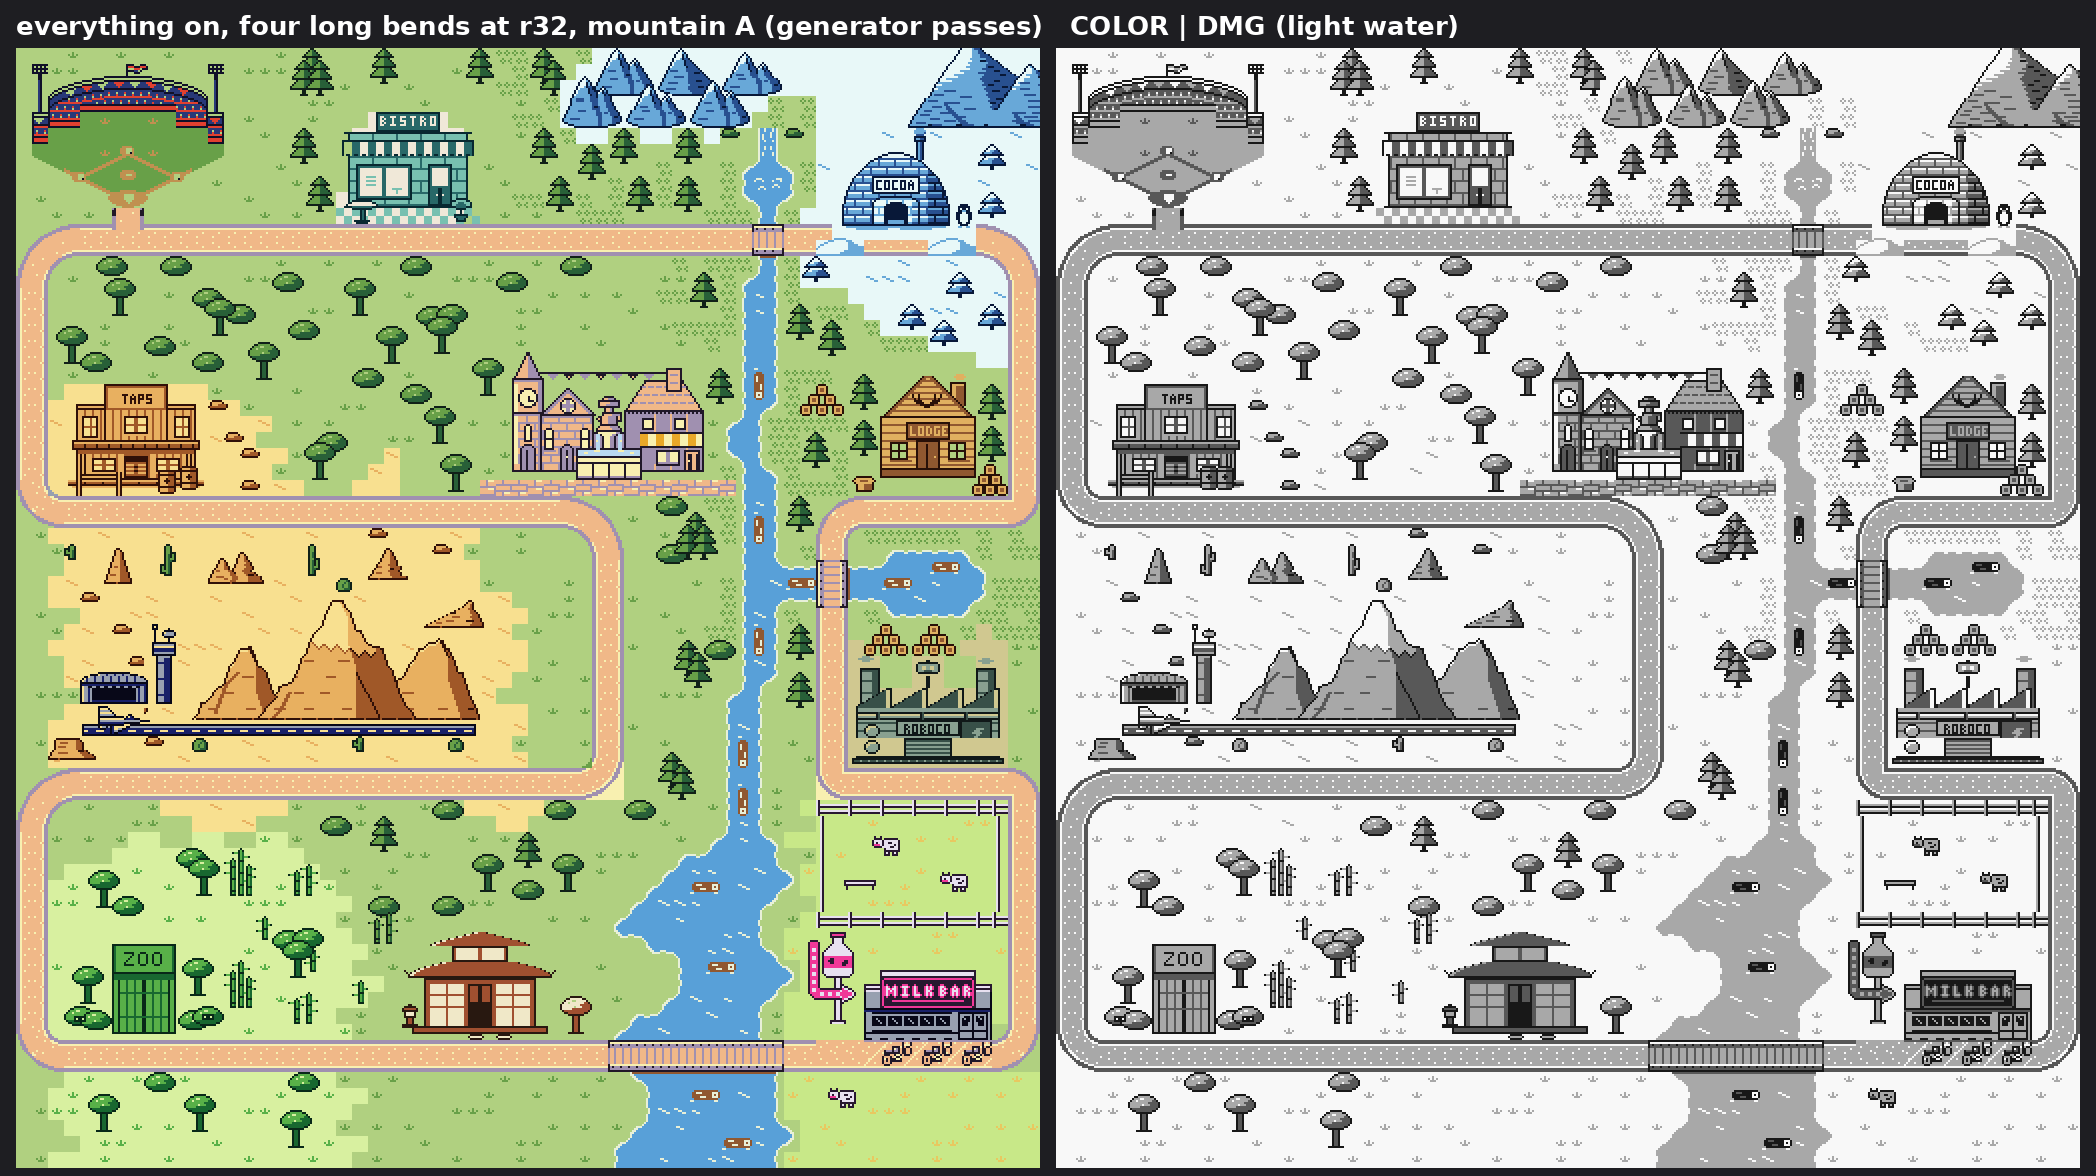 everything on, four long bends at r32, mountain A (generator passes)
COLOR | DMG (light water)
BISTRO
COCOA
TAPS
LODGE
ROBOCO
ZOO
MILKBAR
BISTRO
COCOA
TAPS
LODGE
ROBOCO
ZOO
MILKBAR